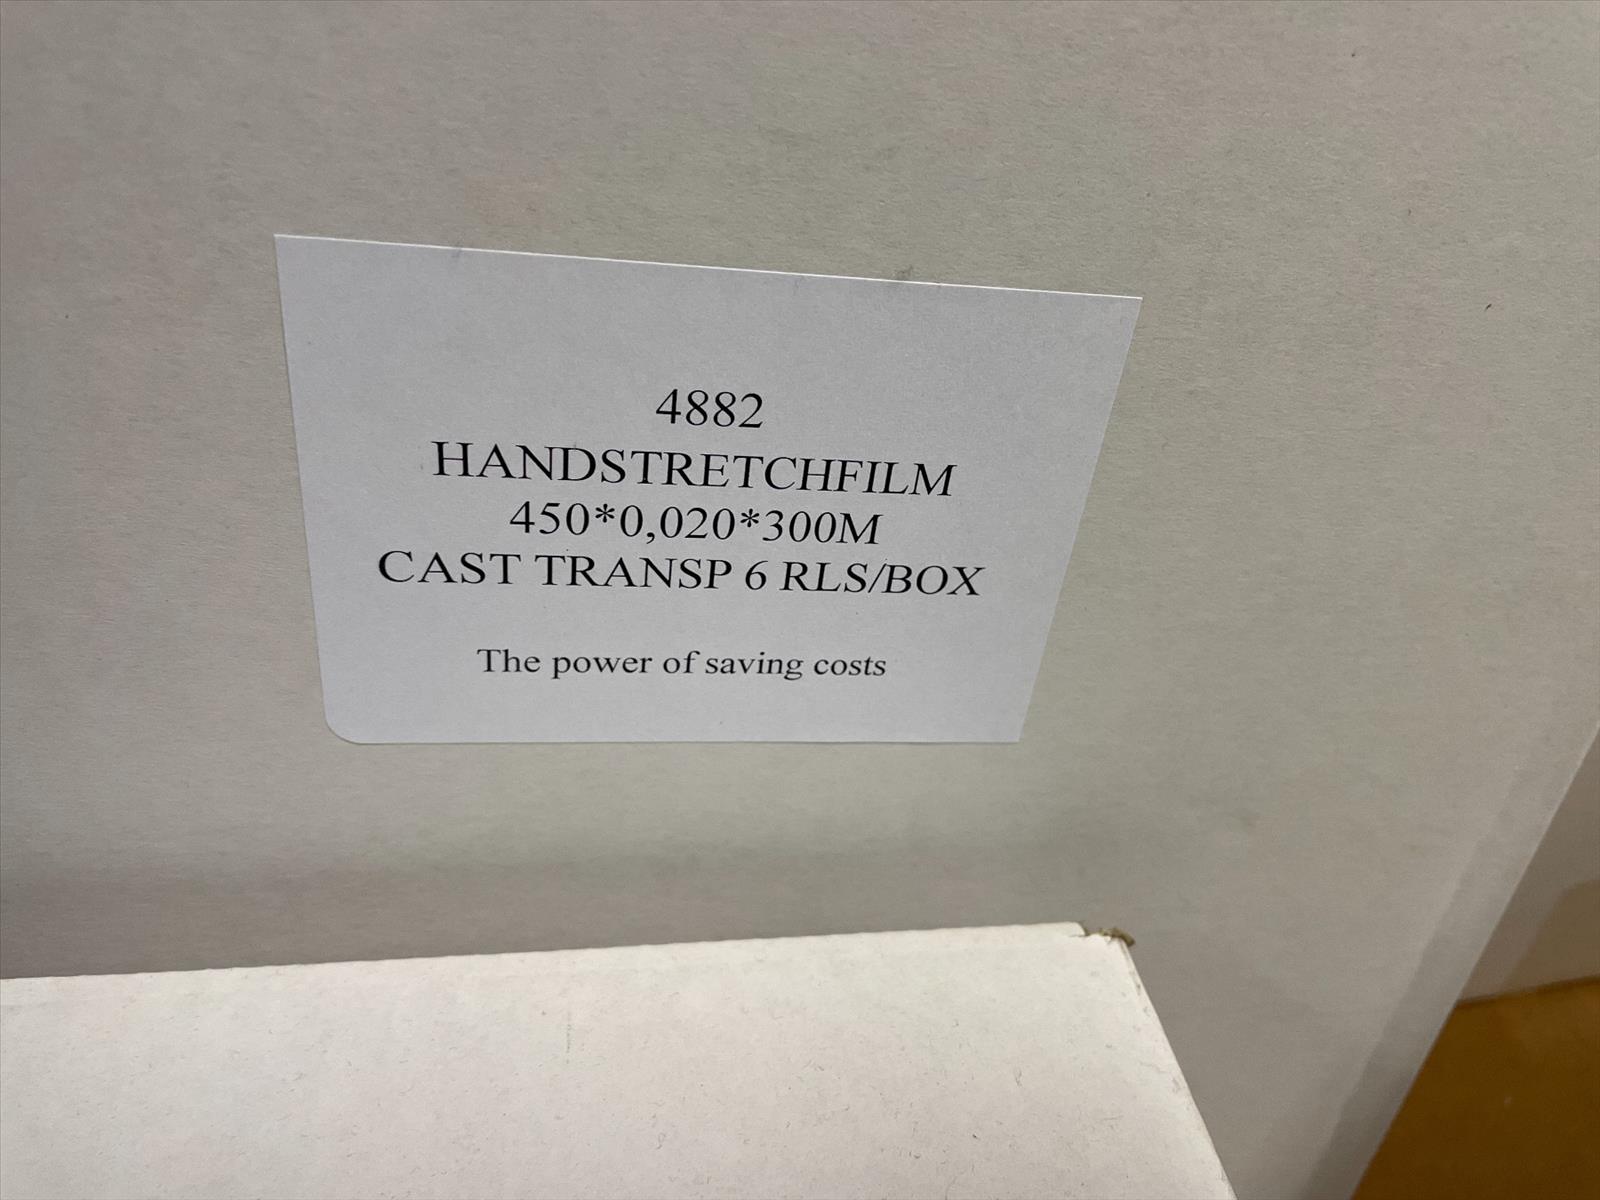 4882
HANDSTRETCHFILM
450*0,020*300M
CAST TRANSP 6 RLS/BOX
The power of saving costs